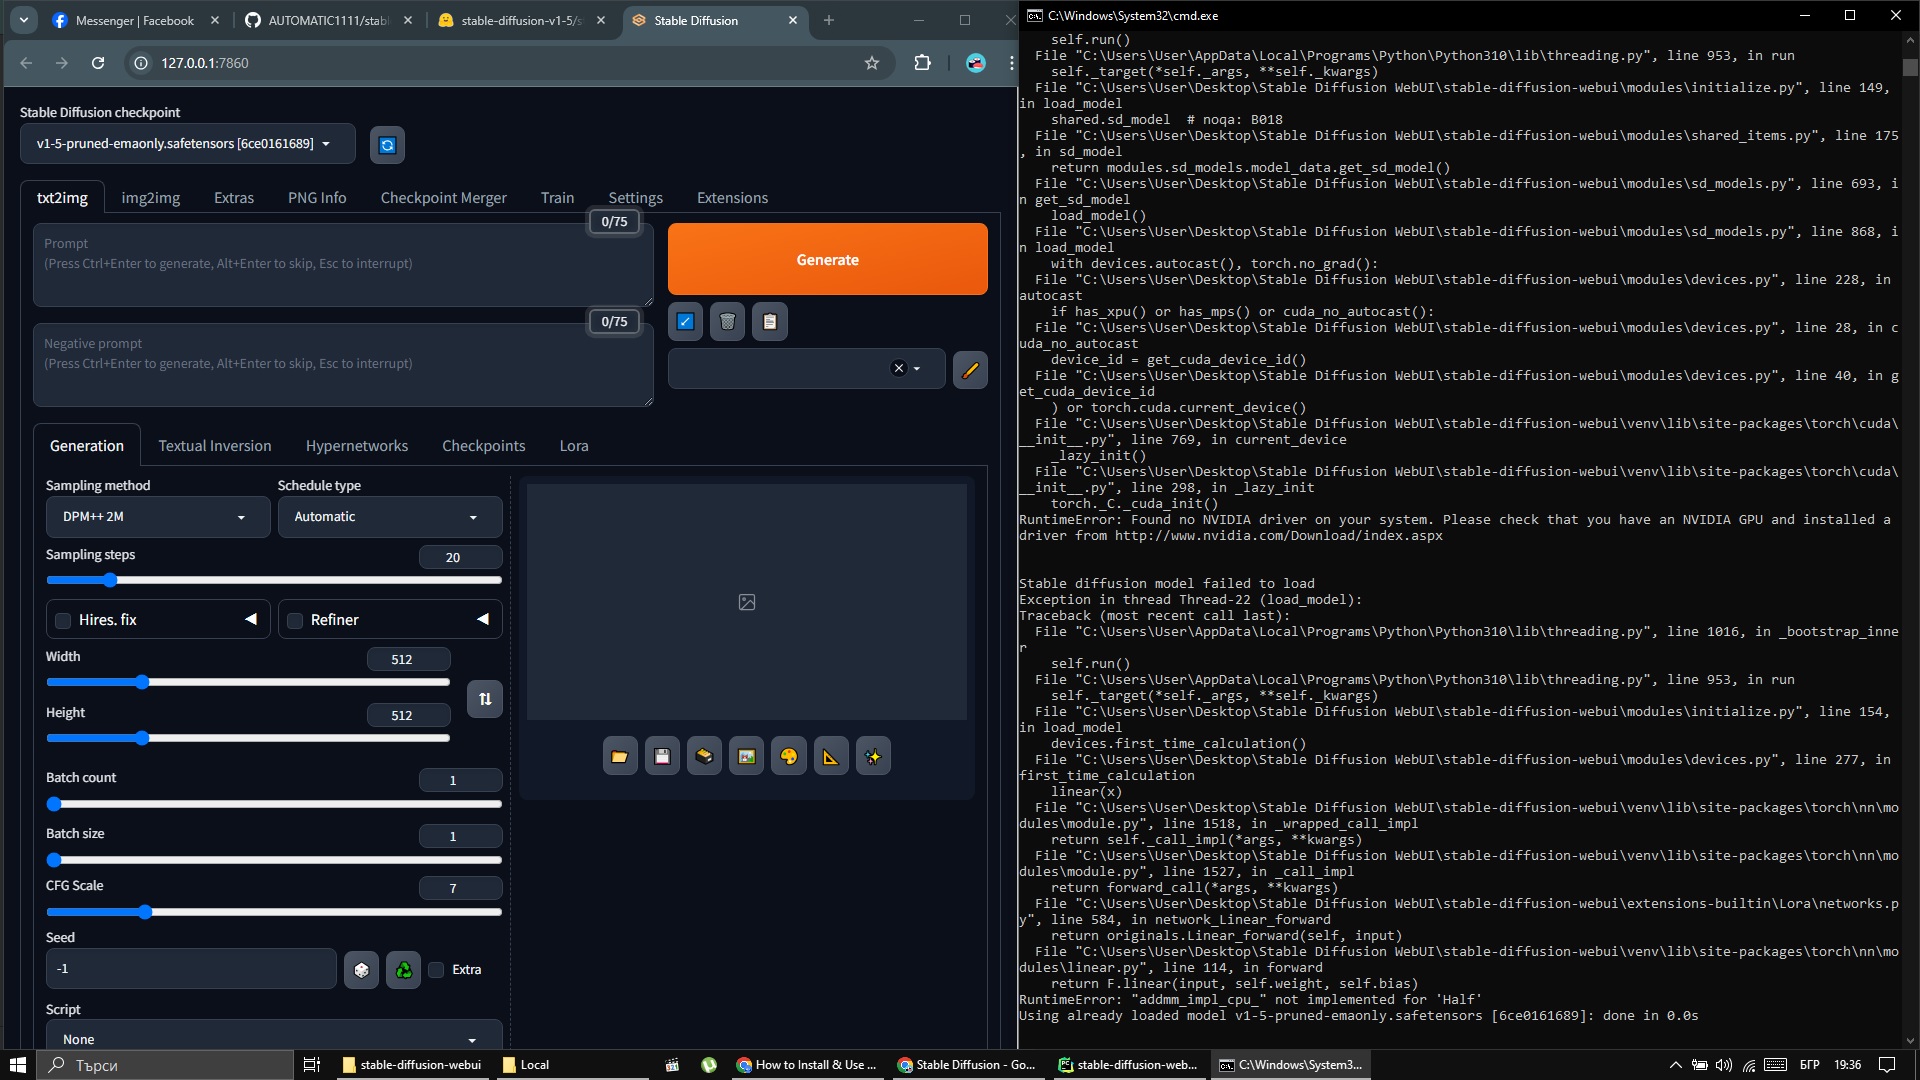 Messenger | Facebook
AUTOMATIC1111/stabl
stable-diffusion-v1-5/s
Stable Diffusion
127.0.0.1:7860
Stable Diffusion checkpoint
v1-5-pruned-emaonly.safetensors [6ce0161689]
txt2img
img2img
Extras
PNG Info
Checkpoint Merger
Train
Settings
Extensions
0/75
Prompt
(Press Ctrl+Enter to generate, Alt+Enter to skip, Esc to interrupt)
Generate
0/75
Negative prompt
(Press Ctrl+Enter to generate, Alt+Enter to skip, Esc to interrupt)
Generation
Textual Inversion
Hypernetworks
Checkpoints
Lora
Sampling method
Schedule type
DPM++ 2M
Automatic
Sampling steps
20
Hires. fix
Refiner
Width
512
Height
512
Batch count
1
Batch size
1
CFG Scale
7
Seed
-1
Extra
Script
None
C:\Windows\System32\cmd.exe
self.run()
File "C:\Users\User\AppData\Local\Programs\Python\Python310\lib\threading.py", line 953, in run
self._target(*self._args, **self._kwargs)
File "C:\Users\User\Desktop\Stable Diffusion WebUI\stable-diffusion-webui\modules\initialize.py", line 149,
in load_model
shared.sd_model  # noqa: B018
File "C:\Users\User\Desktop\Stable Diffusion WebUI\stable-diffusion-webui\modules\shared_items.py", line 175
, in sd_model
return modules.sd_models.model_data.get_sd_model()
File "C:\Users\User\Desktop\Stable Diffusion WebUI\stable-diffusion-webui\modules\sd_models.py", line 693, i
n get_sd_model
load_model()
File "C:\Users\User\Desktop\Stable Diffusion WebUI\stable-diffusion-webui\modules\sd_models.py", line 868, i
n load_model
with devices.autocast(), torch.no_grad():
File "C:\Users\User\Desktop\Stable Diffusion WebUI\stable-diffusion-webui\modules\devices.py", line 228, in
autocast
if has_xpu() or has_mps() or cuda_no_autocast():
File "C:\Users\User\Desktop\Stable Diffusion WebUI\stable-diffusion-webui\modules\devices.py", line 28, in c
uda_no_autocast
device_id = get_cuda_device_id()
File "C:\Users\User\Desktop\Stable Diffusion WebUI\stable-diffusion-webui\modules\devices.py", line 40, in g
et_cuda_device_id
) or torch.cuda.current_device()
File "C:\Users\User\Desktop\Stable Diffusion WebUI\stable-diffusion-webui\venv\lib\site-packages\torch\cuda\
__init__.py", line 769, in current_device
_lazy_init()
File "C:\Users\User\Desktop\Stable Diffusion WebUI\stable-diffusion-webui\venv\lib\site-packages\torch\cuda\
__init__.py", line 298, in _lazy_init
torch._C._cuda_init()
RuntimeError: Found no NVIDIA driver on your system. Please check that you have an NVIDIA GPU and installed a
driver from http://www.nvidia.com/Download/index.aspx
Stable diffusion model failed to load
Exception in thread Thread-22 (load_model):
Traceback (most recent call last):
File "C:\Users\User\AppData\Local\Programs\Python\Python310\lib\threading.py", line 1016, in _bootstrap_inne
r
self.run()
File "C:\Users\User\AppData\Local\Programs\Python\Python310\lib\threading.py", line 953, in run
self._target(*self._args, **self._kwargs)
File "C:\Users\User\Desktop\Stable Diffusion WebUI\stable-diffusion-webui\modules\initialize.py", line 154,
in load_model
devices.first_time_calculation()
File "C:\Users\User\Desktop\Stable Diffusion WebUI\stable-diffusion-webui\modules\devices.py", line 277, in
first_time_calculation
linear(x)
File "C:\Users\User\Desktop\Stable Diffusion WebUI\stable-diffusion-webui\venv\lib\site-packages\torch\nn\mo
dules\module.py", line 1518, in _wrapped_call_impl
return self._call_impl(*args, **kwargs)
File "C:\Users\User\Desktop\Stable Diffusion WebUI\stable-diffusion-webui\venv\lib\site-packages\torch\nn\mo
dules\module.py", line 1527, in _call_impl
return forward_call(*args, **kwargs)
File "C:\Users\User\Desktop\Stable Diffusion WebUI\stable-diffusion-webui\extensions-builtin\Lora\networks.p
y", line 584, in network_Linear_forward
return originals.Linear_forward(self, input)
File "C:\Users\User\Desktop\Stable Diffusion WebUI\stable-diffusion-webui\venv\lib\site-packages\torch\nn\mo
dules\linear.py", line 114, in forward
return F.linear(input, self.weight, self.bias)
RuntimeError: "addmm_impl_cpu_" not implemented for 'Half'
Using already loaded model v1-5-pruned-emaonly.safetensors [6ce0161689]: done in 0.0s
Търси
stable-diffusion-webui
Local
How to Install & Use ...
Stable Diffusion - Go...
stable-diffusion-web...
C:\Windows\System3...
БГР
19:36